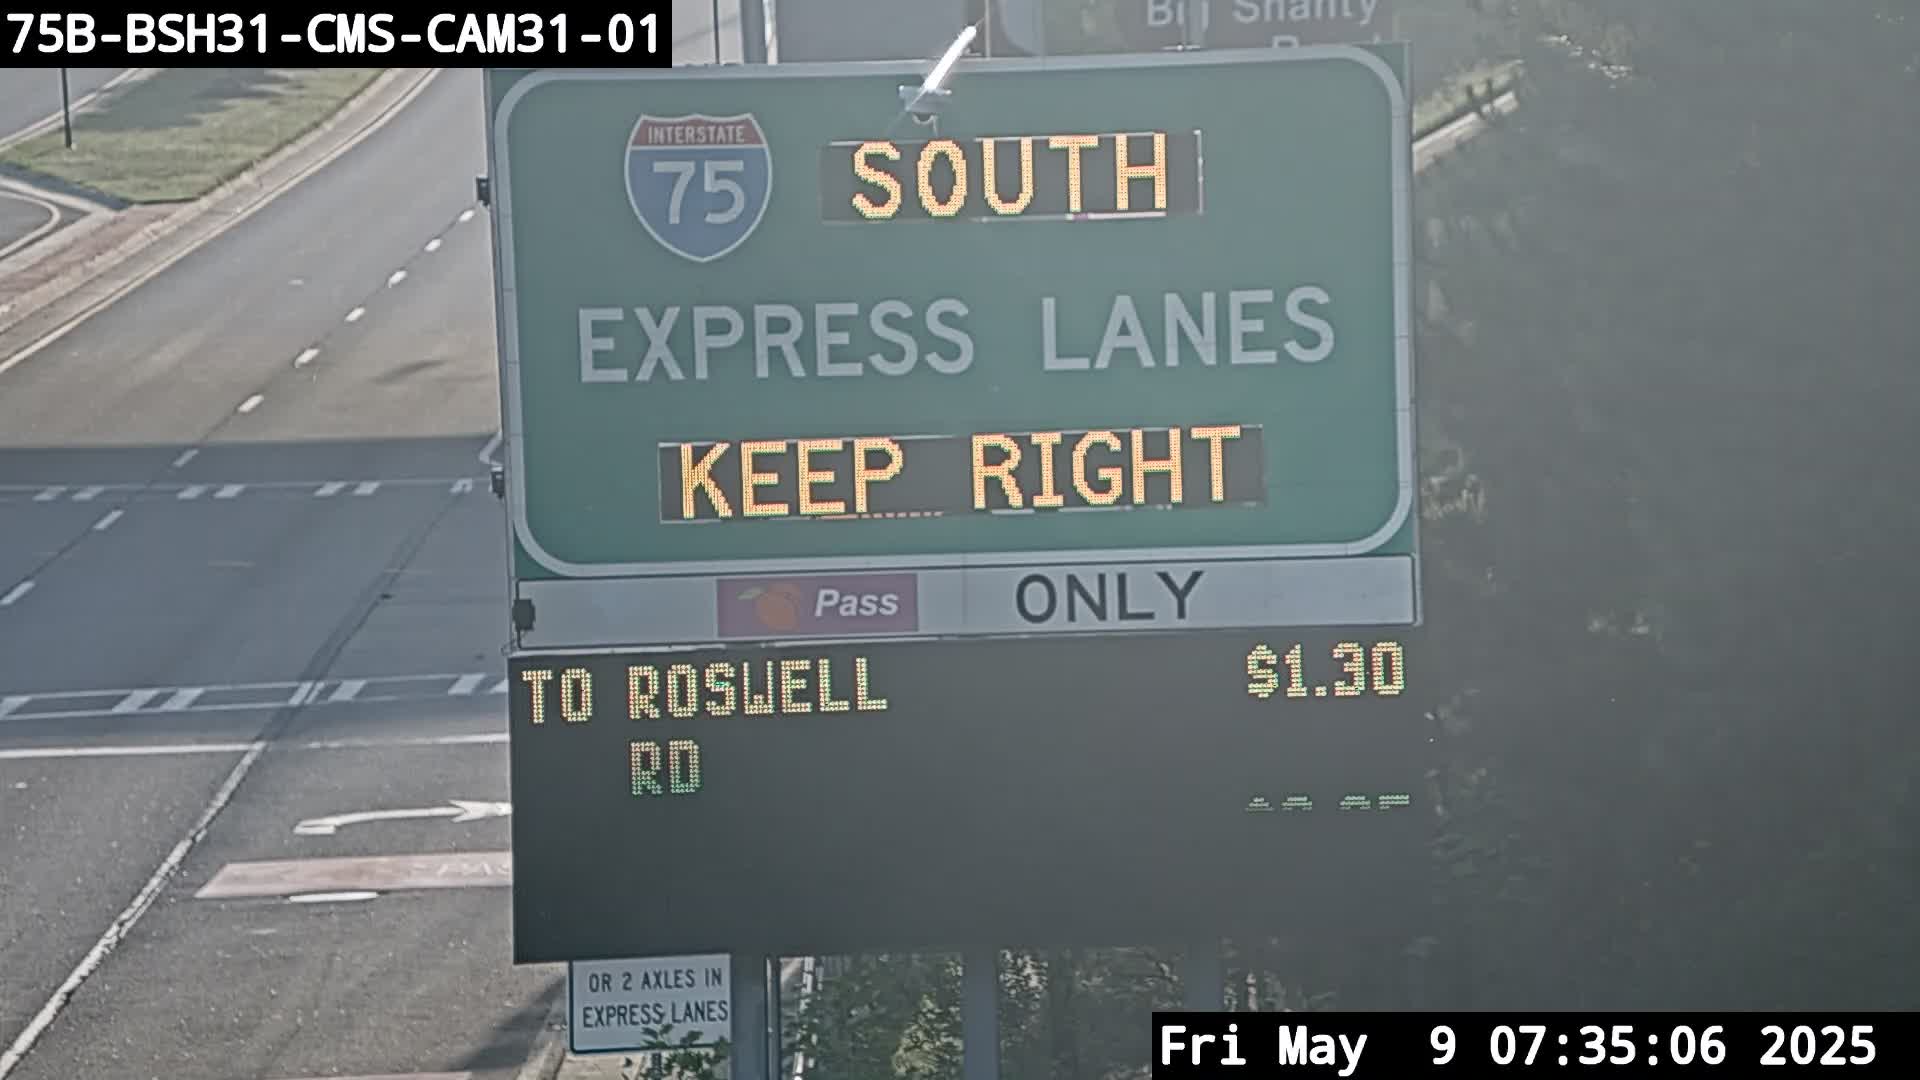 75B-BSH31-CMS-CAM31-01
Shanty
INTERSTATE
75
SOUTH
EXPRESS LANES
KEEP RIGHT
Pass ONLY
TO ROSWELL $1.30
RD
OR 2 AXLES IN
EXPRESS LANES
Fri May 9 07:35:06 2025